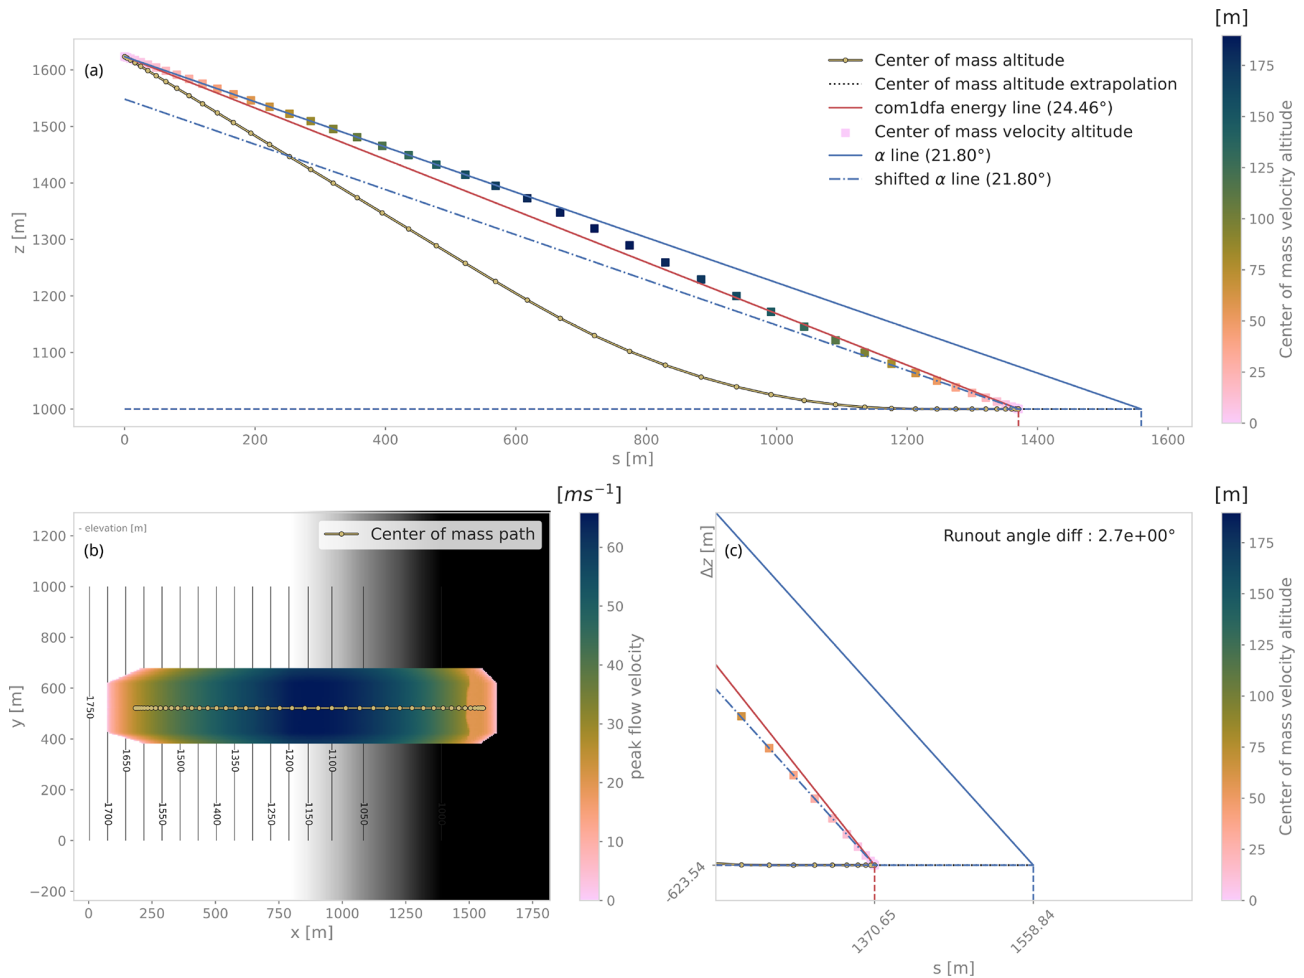 [m]
(a)
Center of mass altitude
Center of mass altitude extrapolation
com1dfa energy line (24.46°)
Center of mass velocity altitude
α line (21.80°)
shifted α line (21.80°)
1600
1500
1400
1300
1200
1100
1000
z [m]
0 200 400 600 800 1000 1200 1400 1600
s [m]
175
150
125
100
75
50
25
0
Center of mass velocity altitude
[ms⁻¹]
- elevation [m]
(b)
Center of mass path
1200
1000
800
600
400
200
0
−200
y [m]
1750
1700
1650
1550
1500
1400
1350
1250
1200
1150
1100
1050
1000
0 250 500 750 1000 1250 1500 1750
x [m]
60
50
40
30
20
10
0
peak flow velocity
[m]
Δz [m]
(c)
Runout angle diff : 2.7e+00°
-623.54
1370.65
1558.84
s [m]
175
150
125
100
75
50
25
0
Center of mass velocity altitude